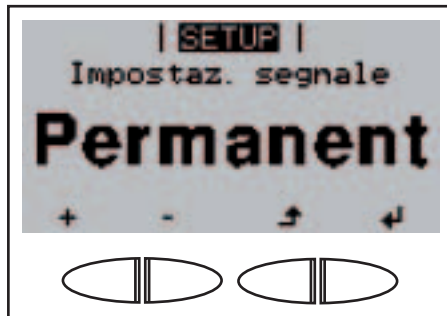 | SETUP |
Impostaz. segnale
Permanent
+ - ⮥ ↵